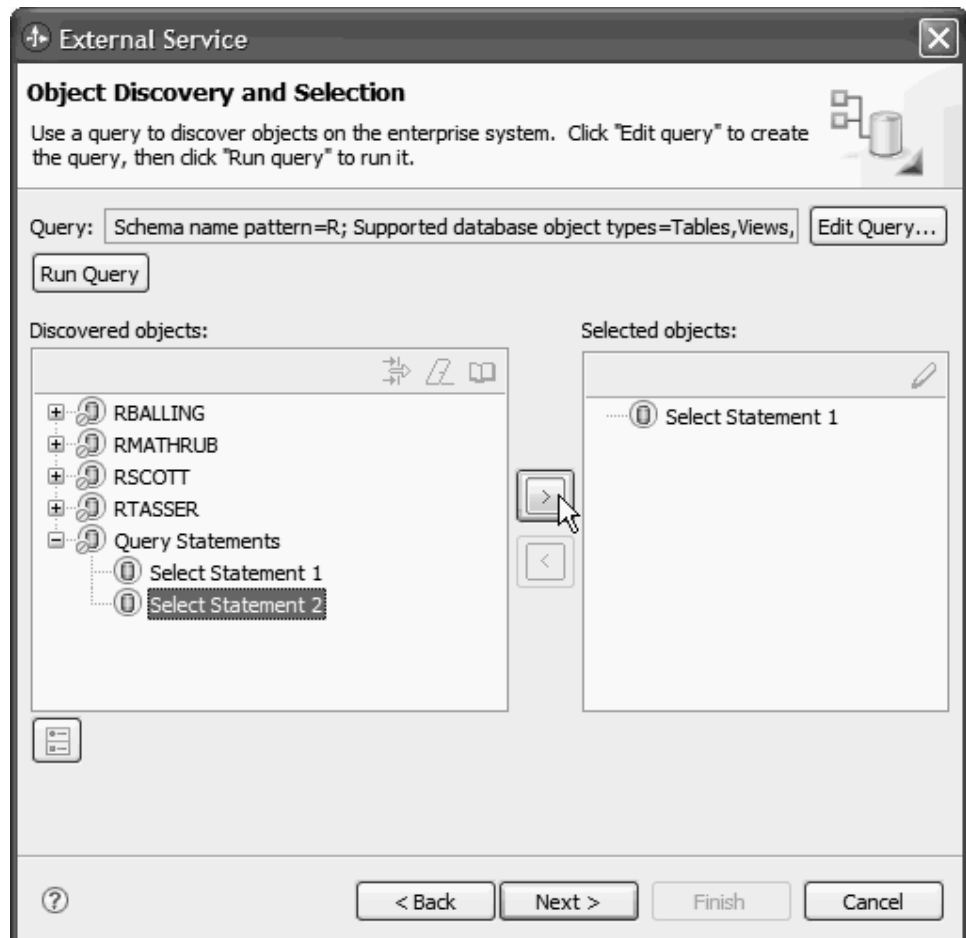 External Service
Object Discovery and Selection
Use a query to discover objects on the enterprise system. Click "Edit query" to create
the query, then click "Run query" to run it.
Query: Schema name pattern=R; Supported database object types=Tables,Views, Edit Query...
Run Query
Discovered objects: Selected objects:
RBALLING
RMATHRUB
RSCOTT
RTASSER
Query Statements
Select Statement 1
Select Statement 2
Select Statement 1
>
<
? < Back Next > Finish Cancel